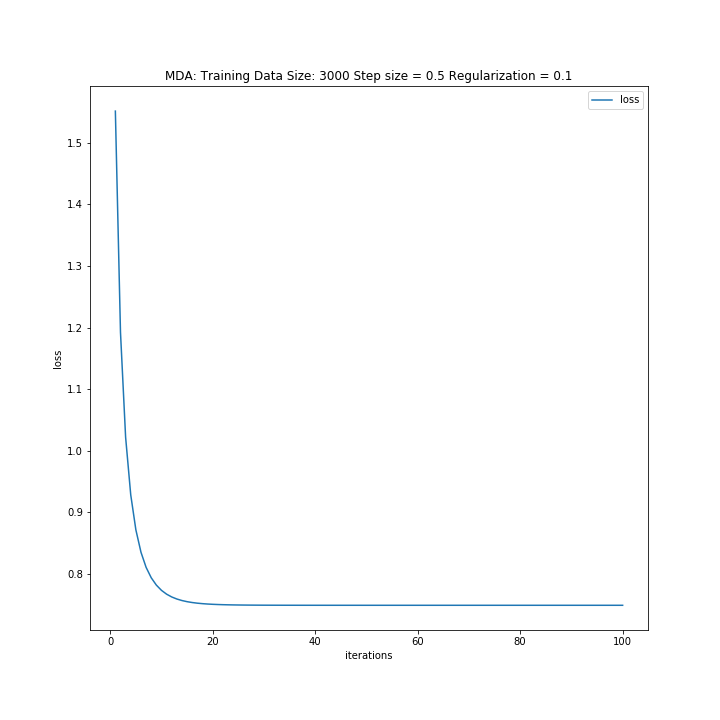 MDA: Training Data Size: 3000 Step size = 0.5 Regularization = 0.1
loss
1.5
1.4
1.3
1.2
1.1
1.0
0.9
0.8
loss
0 20 40 60 80 100
iterations